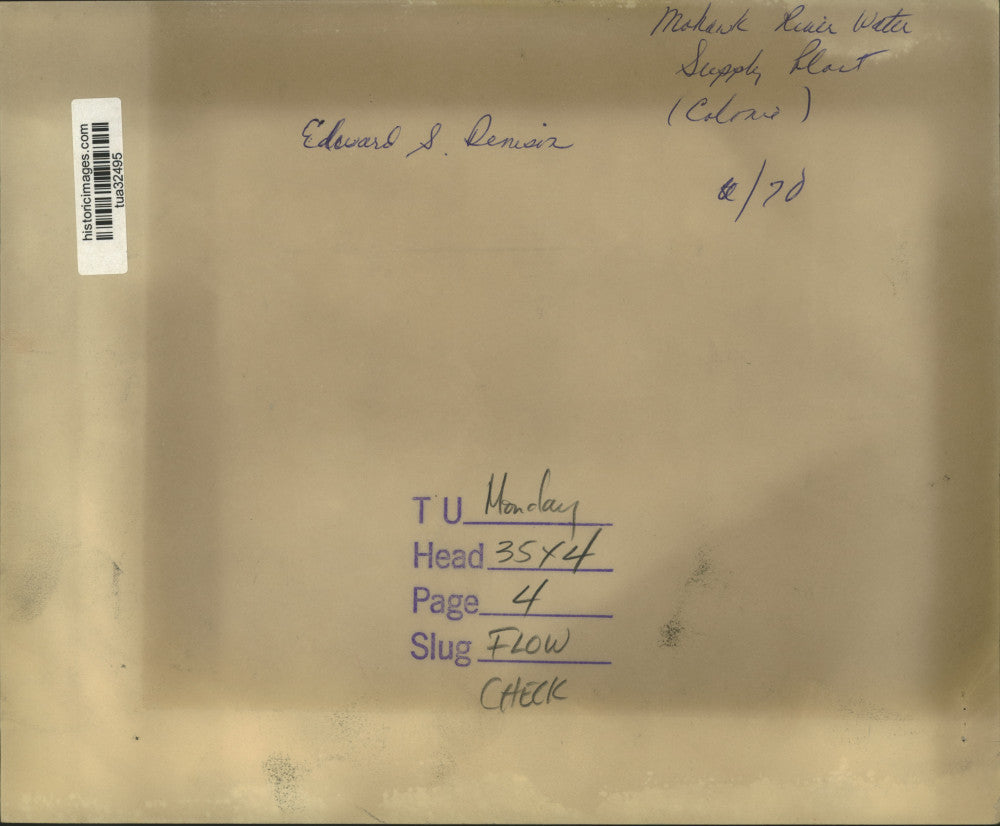 Mohawk River Water
Supply Plant
(Colonie)
Edward S. Denison
6/70
historicimages.com
tua32495
TU Monday
Head 35x4
Page 4
Slug FLOW
CHECK